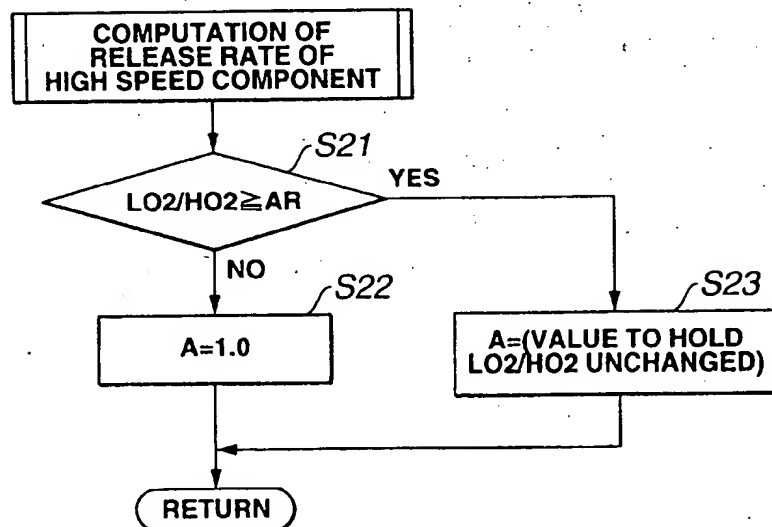 COMPUTATION OF
RELEASE RATE OF
HIGH SPEED COMPONENT
S21
LO2/HO2≧AR
YES
NO
S22
A=1.0
S23
A=(VALUE TO HOLD
LO2/HO2 UNCHANGED)
RETURN